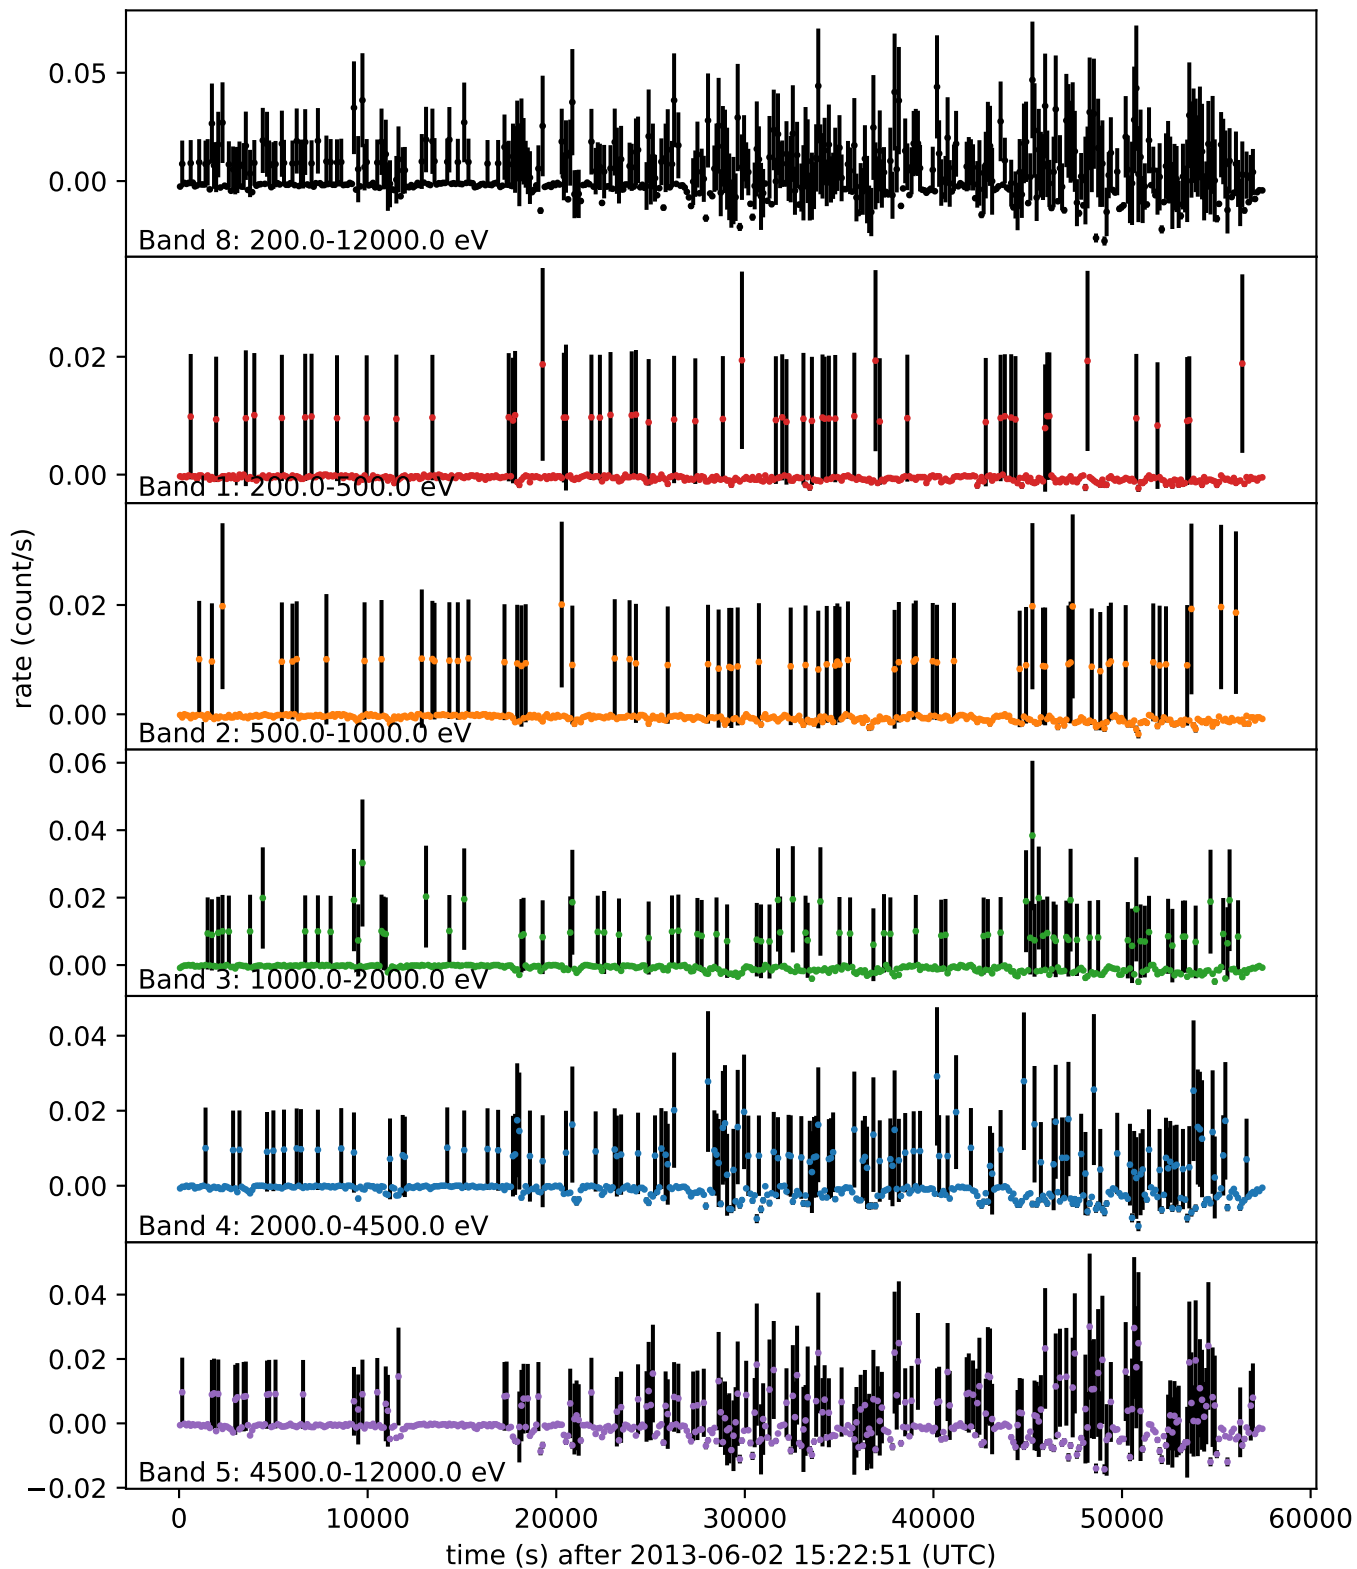 0.05
0.00
Band 8: 200.0-12000.0 eV
0.02
0.00
Band 1: 200.0-500.0 eV
rate (count/s)
0.02
0.00
Band 2: 500.0-1000.0 eV
0.06
0.04
0.02
0.00
Band 3: 1000.0-2000.0 eV
0.04
0.02
0.00
Band 4: 2000.0-4500.0 eV
0.04
0.02
0.00
−0.02
Band 5: 4500.0-12000.0 eV
0 10000 20000 30000 40000 50000 60000
time (s) after 2013-06-02 15:22:51 (UTC)